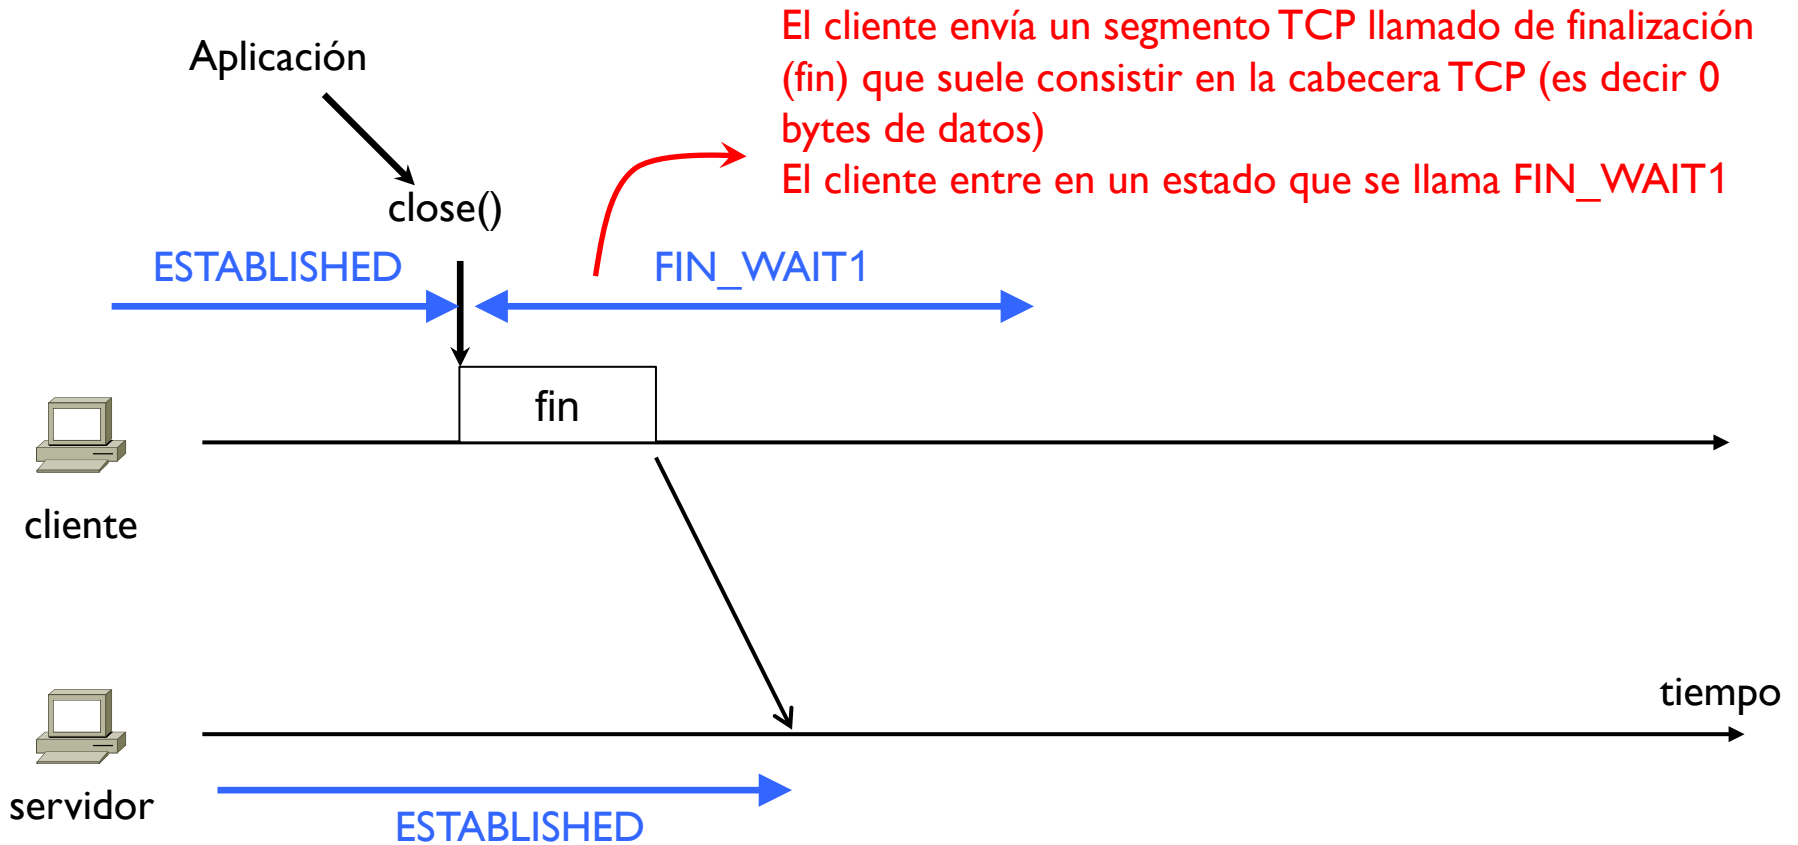 El cliente envía un segmento TCP llamado de finalización
(fin) que suele consistir en la cabecera TCP (es decir 0
bytes de datos)
El cliente entre en un estado que se llama FIN_WAIT1
Aplicación
close()
ESTABLISHED
FIN_WAIT1
fin
cliente
tiempo
servidor
ESTABLISHED